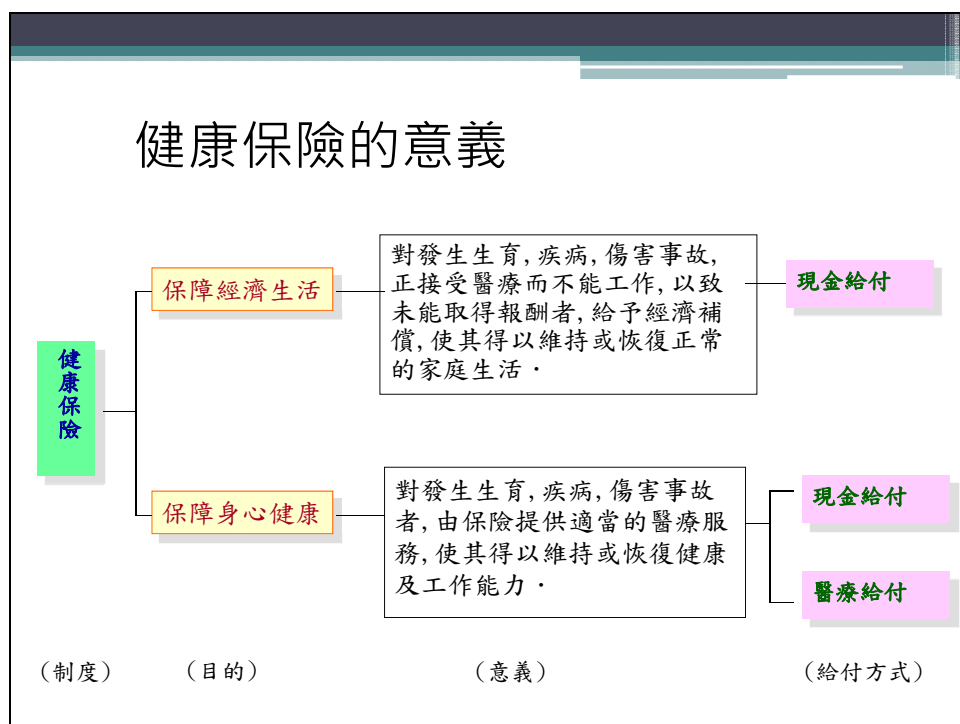 健康保險的意義
健康保險
保障經濟生活
對發生生育,疾病,傷害事故,
正接受醫療而不能工作,以致
未能取得報酬者,給予經濟補
償,使其得以維持或恢復正常
的家庭生活．
現金給付
保障身心健康
對發生生育,疾病,傷害事故
者,由保險提供適當的醫療服
務,使其得以維持或恢復健康
及工作能力．
現金給付
醫療給付
(制度)
(目的)
(意義)
(給付方式)